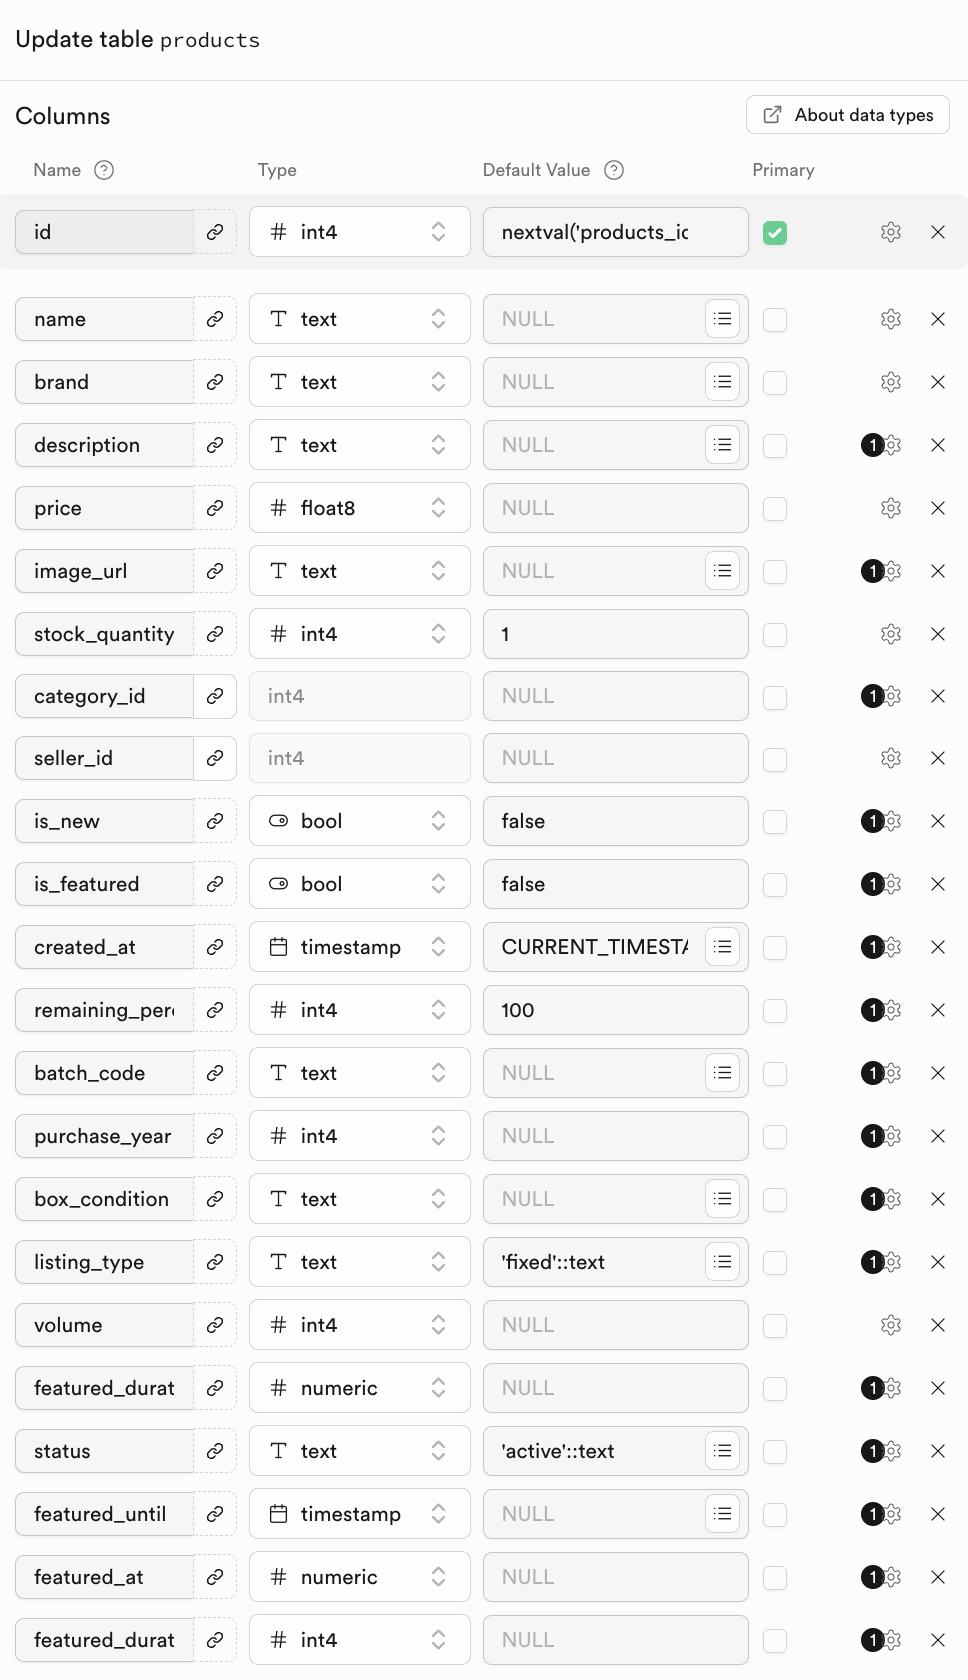 Update table products
Columns
About data types
Name Type Default Value Primary
id int4 nextval('products_ic
name text NULL
brand text NULL
description text NULL 1
price float8 NULL
image_url text NULL 1
stock_quantity int4 1
category_id int4 NULL 1
seller_id int4 NULL
is_new bool false 1
is_featured bool false 1
created_at timestamp CURRENT_TIMESTA 1
remaining_per int4 100 1
batch_code text NULL 1
purchase_year int4 NULL 1
box_condition text NULL 1
listing_type text 'fixed'::text 1
volume int4 NULL
featured_durat numeric NULL 1
status text 'active'::text 1
featured_until timestamp NULL 1
featured_at numeric NULL 1
featured_durat int4 NULL 1